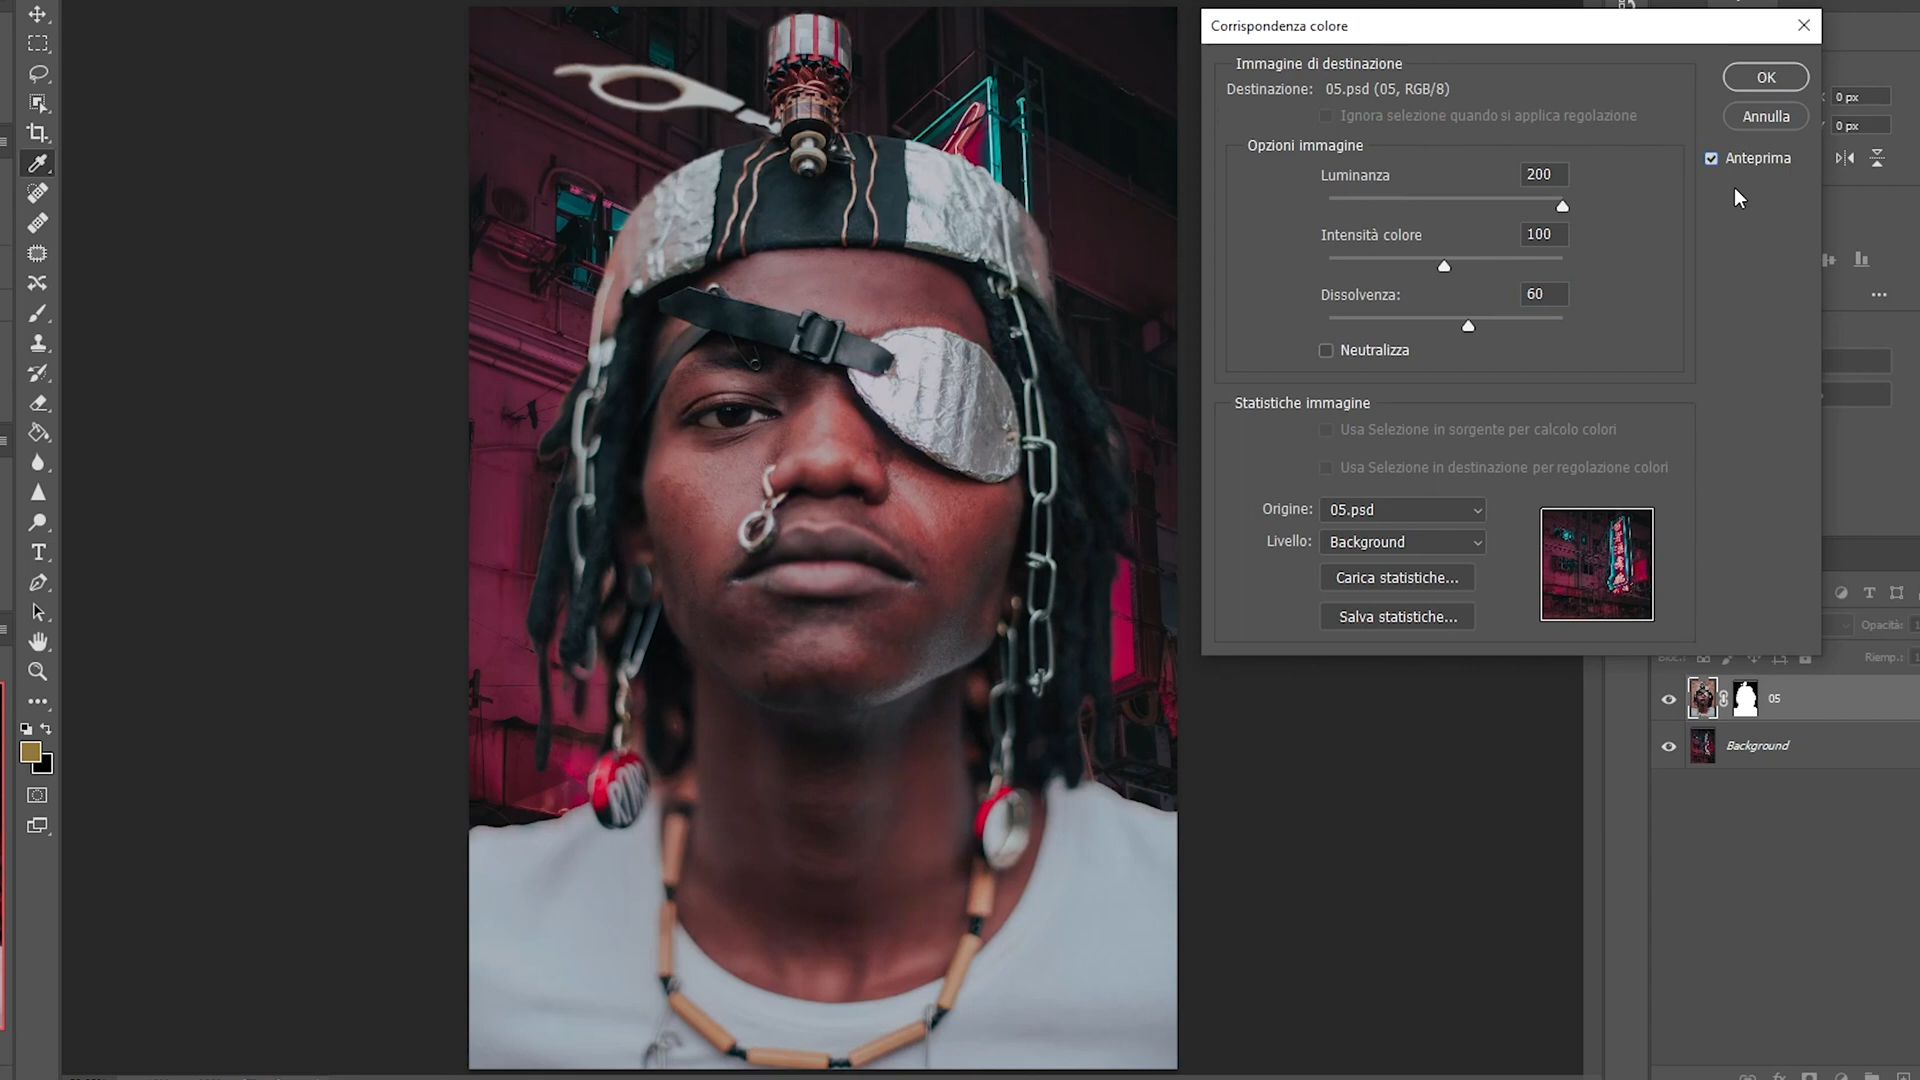 Corrispondenza colore
Immagine di destinazione
Destinazione: 05.psd (05, RGB/8)
Ignora selezione quando si applica regolazione
Opzioni immagine
Luminanza 200
Intensità colore 100
Dissolvenza: 60
Neutralizza
Statistiche immagine
Usa Selezione in sorgente per calcolo colori
Usa Selezione in destinazione per regolazione colori
Origine: 05.psd
Livello: Background
Carica statistiche...
Salva statistiche...
OK
Annulla
Anteprima
0 px
0 px
Opacità:
Riemp.:
05
Background